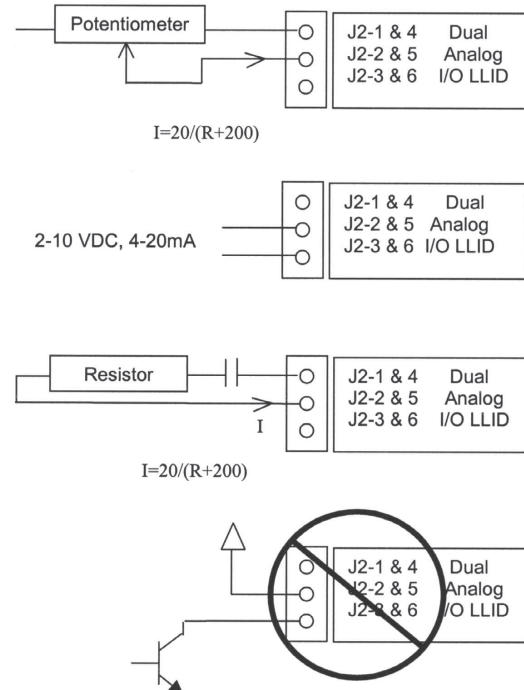 Potentiometer
J2-1 & 4 Dual
J2-2 & 5 Analog
J2-3 & 6 I/O LLID
I=20/(R+200)
J2-1 & 4 Dual
J2-2 & 5 Analog
J2-3 & 6 I/O LLID
2-10 VDC, 4-20mA
Resistor
J2-1 & 4 Dual
J2-2 & 5 Analog
J2-3 & 6 I/O LLID
I
I=20/(R+200)
J2-1 & 4 Dual
J2-2 & 5 Analog
J2-3 & 6 I/O LLID